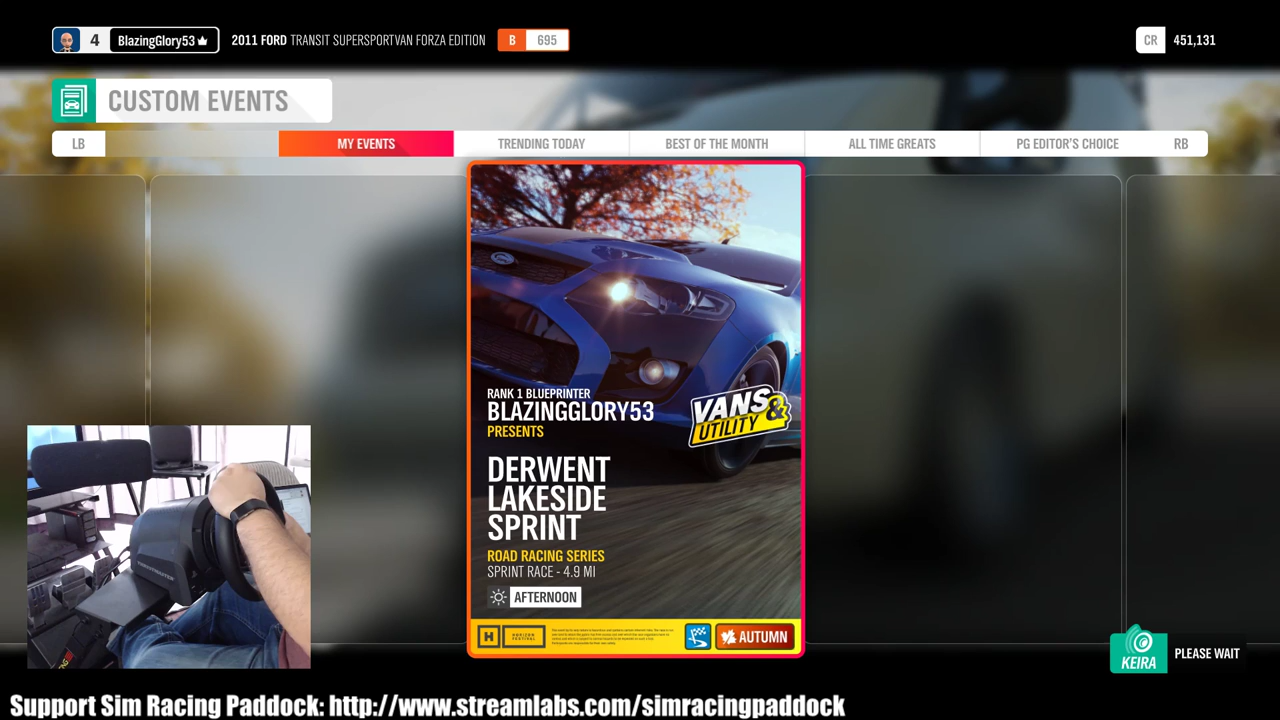 4 BlazingGlory53 2011 FORD TRANSIT SUPERSPORTVAN FORZA EDITION B 695 CR 451,131
CUSTOM EVENTS
LB MY EVENTS TRENDING TODAY BEST OF THE MONTH ALL TIME GREATS PG EDITOR'S CHOICE RB
RANK 1 BLUEPRINTER
BLAZINGGLORY53
PRESENTS
VANS &
UTILITY
DERWENT
LAKESIDE
SPRINT
ROAD RACING SERIES
SPRINT RACE - 4.9 MI
AFTERNOON
H HORIZON
FESTIVAL
AUTUMN
THRUSTMASTER
KEIRA PLEASE WAIT
Support Sim Racing Paddock: http://www.streamlabs.com/simracingpaddock